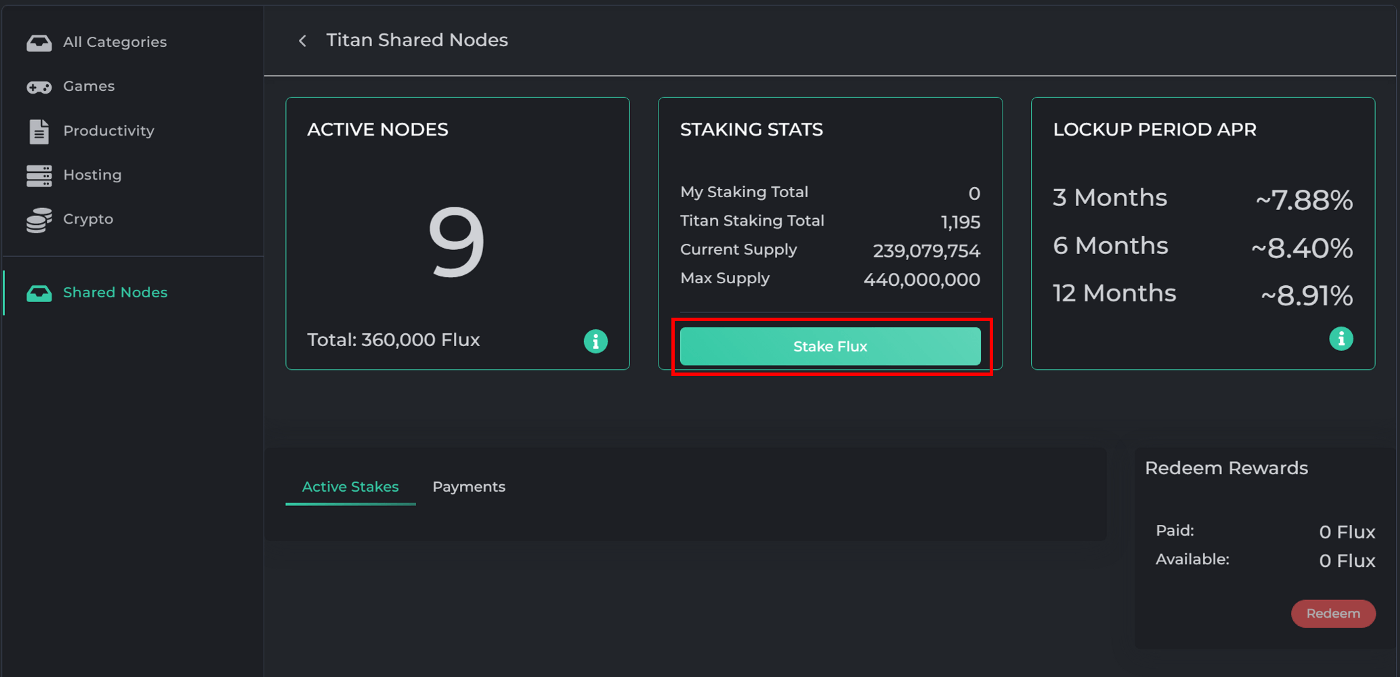 All Categories
Games
Productivity
Hosting
Crypto
Shared Nodes
Titan Shared Nodes
ACTIVE NODES
9
Total: 360,000 Flux
STAKING STATS
My Staking Total 0
Titan Staking Total 1,195
Current Supply 239,079,754
Max Supply 440,000,000
Stake Flux
LOCKUP PERIOD APR
3 Months ~7.88%
6 Months ~8.40%
12 Months ~8.91%
Active Stakes Payments
Redeem Rewards
Paid: 0 Flux
Available: 0 Flux
Redeem